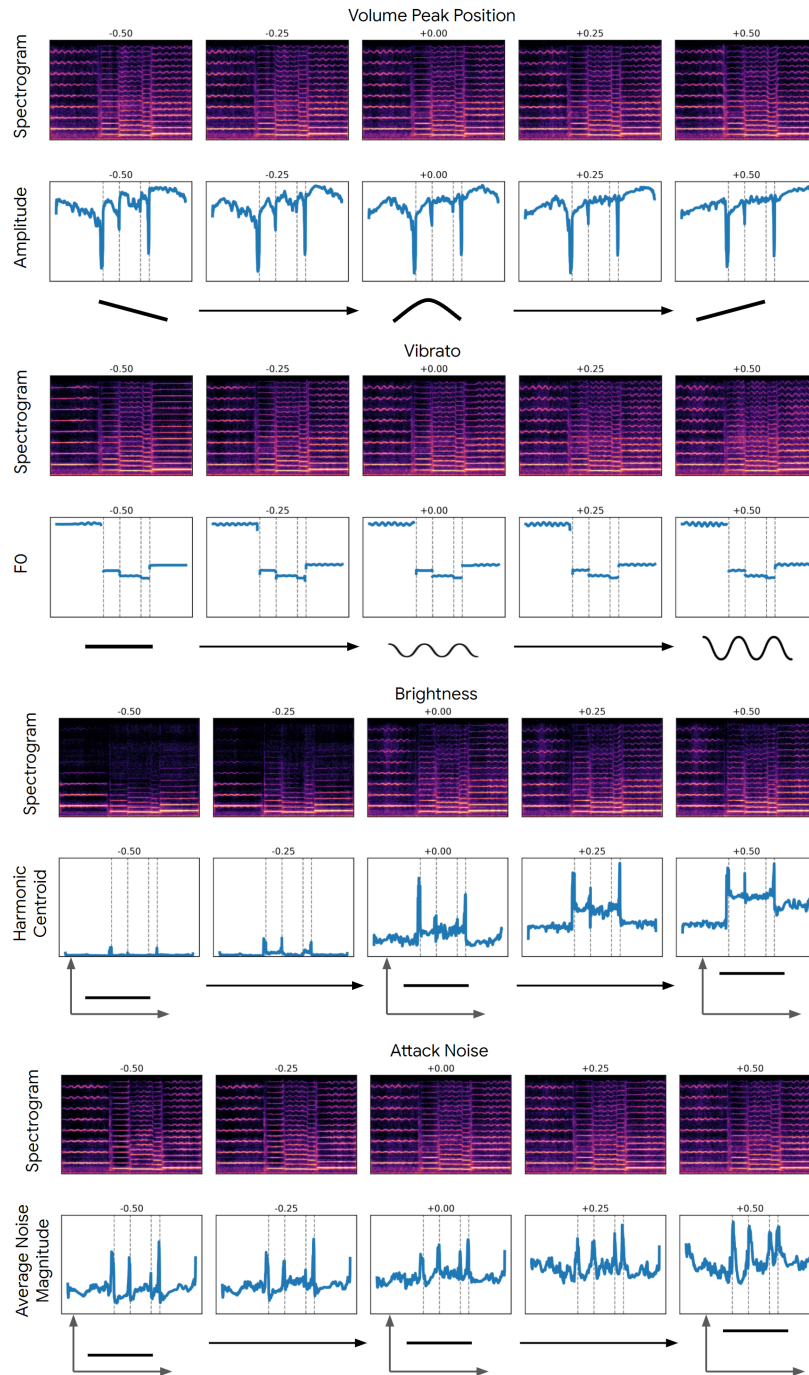 Volume Peak Position
-0.50 -0.25 +0.00 +0.25 +0.50
Spectrogram
-0.50 -0.25 +0.00 +0.25 +0.50
Amplitude
Vibrato
-0.50 -0.25 +0.00 +0.25 +0.50
Spectrogram
-0.50 -0.25 +0.00 +0.25 +0.50
F0
Brightness
-0.50 -0.25 +0.00 +0.25 +0.50
Spectrogram
-0.50 -0.25 +0.00 +0.25 +0.50
Harmonic
Centroid
Attack Noise
-0.50 -0.25 +0.00 +0.25 +0.50
Spectrogram
-0.50 -0.25 +0.00 +0.25 +0.50
Average Noise
Magnitude